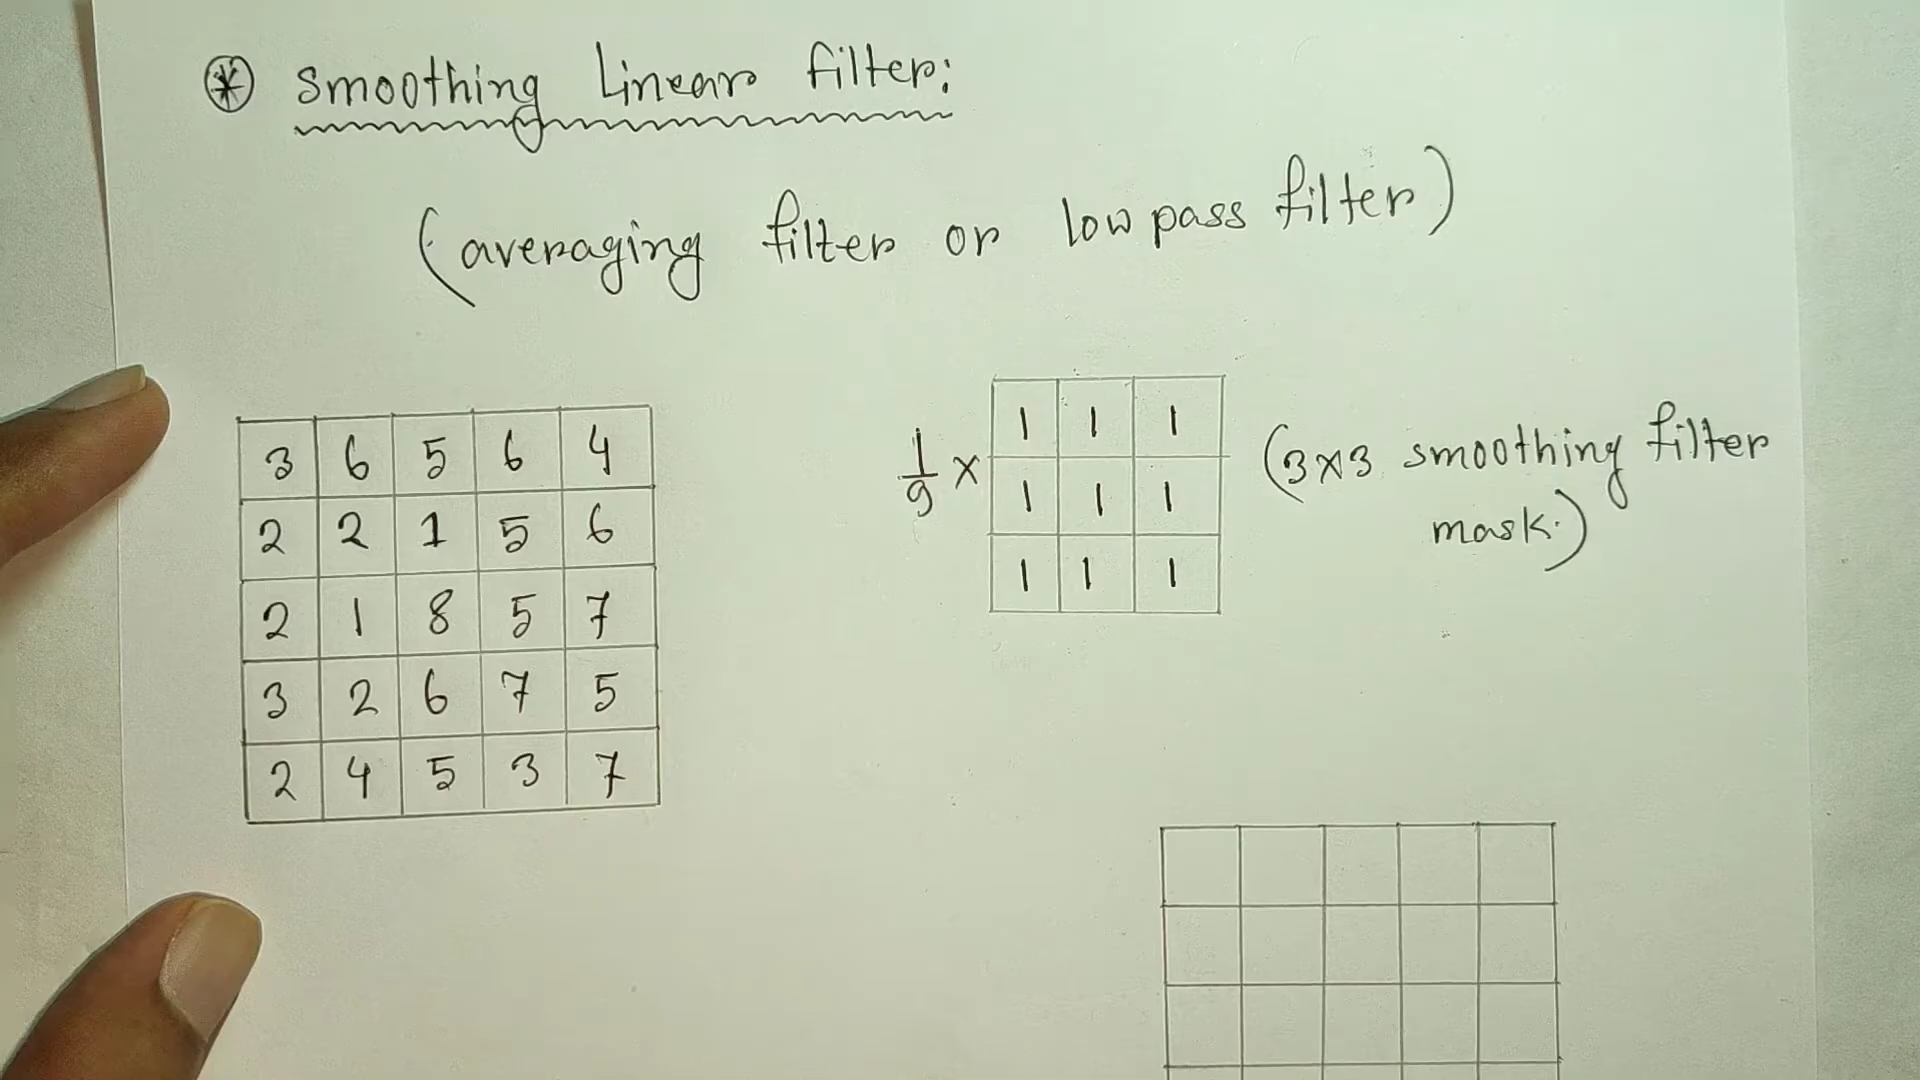 * Smoothing Linear filter:
(averaging filter or low pass filter)
3 6 5 6 4
2 2 1 5 6
2 1 8 5 7
3 2 6 7 5
2 4 5 3 7
1/9 ×
1 1 1
1 1 1
1 1 1
(3×3 smoothing filter
mask.)